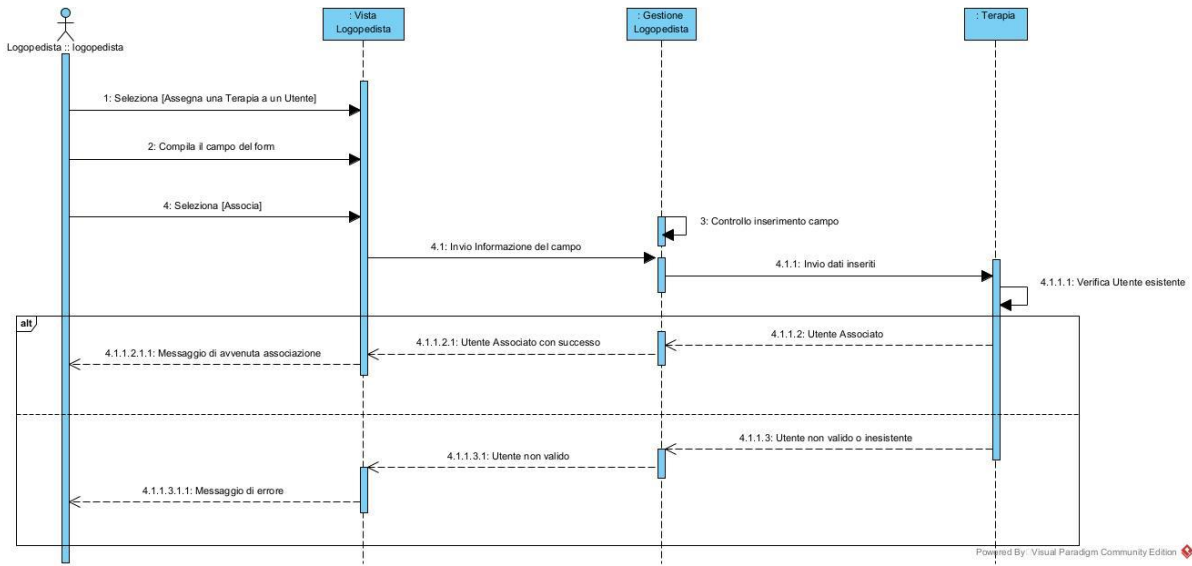 : Vista
Logopedista
: Gestione
Logopedista
: Terapia
Logopedista :: logopedista
1: Seleziona [Assegna una Terapia a un Utente]
2: Compila il campo del form
4: Seleziona [Associa]
3: Controllo inserimento campo
4.1: Invio Informazione del campo
4.1.1: Invio dati inseriti
4.1.1.1: Verifica Utente esistente
alt
4.1.1.2: Utente Associato
4.1.1.2.1: Utente Associato con successo
4.1.1.2.1.1: Messaggio di avvenuta associazione
4.1.1.3: Utente non valido o inesistente
4.1.1.3.1: Utente non valido
4.1.1.3.1.1: Messaggio di errore
Powered By Visual Paradigm Community Edition